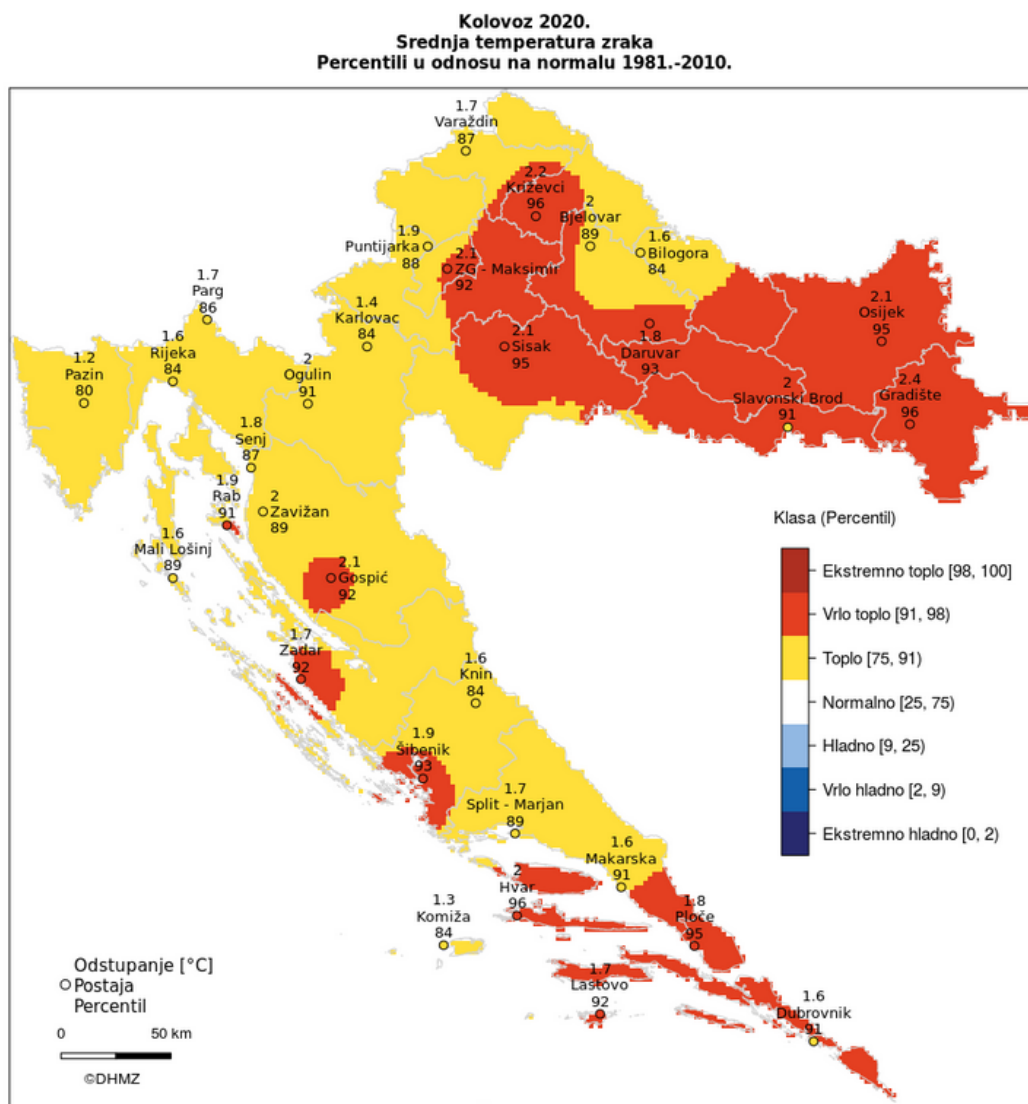 Kolovoz 2020.
Srednja temperatura zraka
Percentili u odnosu na normalu 1981.-2010.
1.7
Varaždin
87
2.2
Križevci
96
2
Bjelovar
89
1.9
Puntijarka
88
2.1
ZG - Maksimir
92
1.6
Bilogora
84
1.7
Parg
86
1.4
Karlovac
84
2.1
Sisak
95
1.8
Daruvar
93
2.1
Osijek
95
1.2
Pazin
80
1.6
Rijeka
84
2
Ogulin
91
2
Slavonski Brod
91
2.4
Gradište
96
1.8
Senj
87
1.9
Rab
91
2
Zavižan
89
1.6
Mali Lošinj
89
2.1
Gospić
92
1.7
Zadar
92
1.6
Knin
84
1.9
Šibenik
93
1.7
Split - Marjan
89
1.6
Makarska
91
2
Hvar
96
1.3
Komiža
84
1.8
Ploče
95
1.7
Lastovo
92
1.6
Dubrovnik
91
Klasa (Percentil)
Ekstremno toplo [98, 100]
Vrlo toplo [91, 98)
Toplo [75, 91)
Normalno [25, 75)
Hladno [9, 25)
Vrlo hladno [2, 9)
Ekstremno hladno [0, 2)
Odstupanje [°C]
Postaja
Percentil
0 50 km
©DHMZ